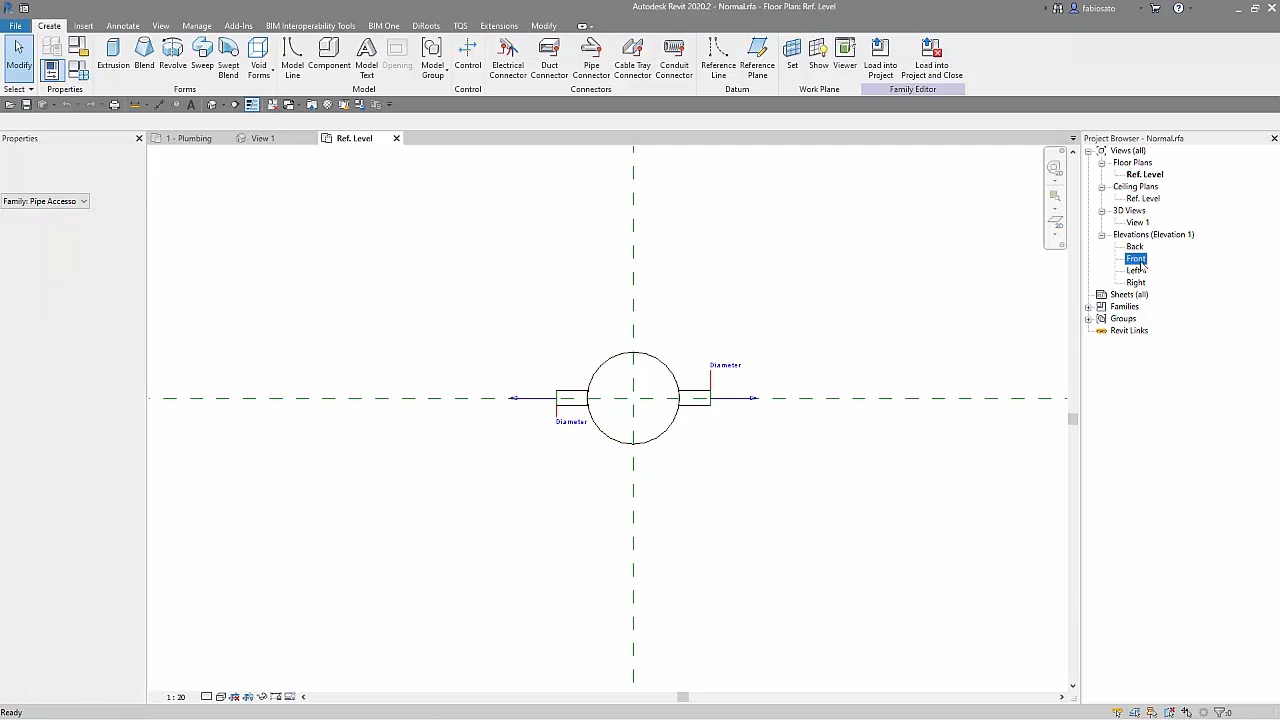 Autodesk Revit 2020.2 - Normal.rfa - Floor Plan: Ref. Level
fabiosato
File Create Insert Annotate View Manage Add-Ins BIM Interoperability Tools BIM One DiRoots TQS Extensions Modify
Modify
Extrusion Blend Revolve Sweep Swept Blend Void Forms
Model Line Component Model Text Opening Model Group
Control
Electrical Connector Duct Connector Pipe Connector Cable Tray Connector Conduit Connector
Reference Line Reference Plane
Set Show Viewer
Load into Project Load into Project and Close
Select Properties Forms Model Control Connectors Datum Work Plane Family Editor
Properties
1 - Plumbing View 1 Ref. Level
Project Browser - Normal.rfa
Family: Pipe Accesso
Diameter
Diameter
Views (all)
Floor Plans
Ref. Level
Ceiling Plans
Ref. Level
3D Views
View 1
Elevations (Elevation 1)
Back
Front
Left
Right
Sheets (all)
Families
Groups
Revit Links
1 : 20
Ready
:0